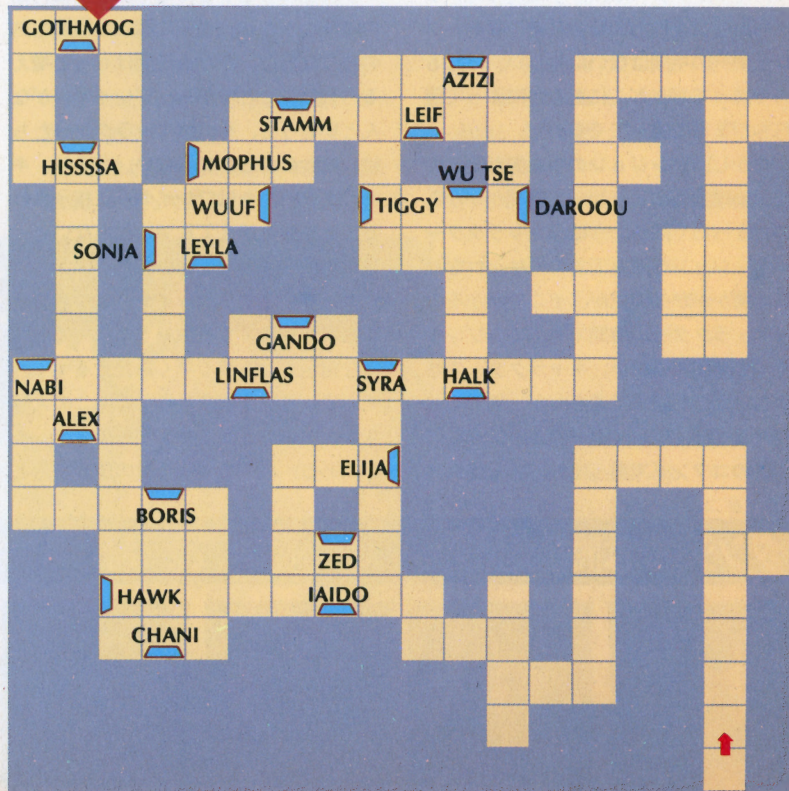 GOTHMOG
AZIZI
LEIF
STAMM
HISSSSA
MOPHUS
WU TSE
WUUF
TIGGY
DAROOU
SONJA
LEYLA
GANDO
NABI
LINFLAS
SYRA
HALK
ALEX
ELIJA
BORIS
ZED
HAWK
IAIDO
CHANI